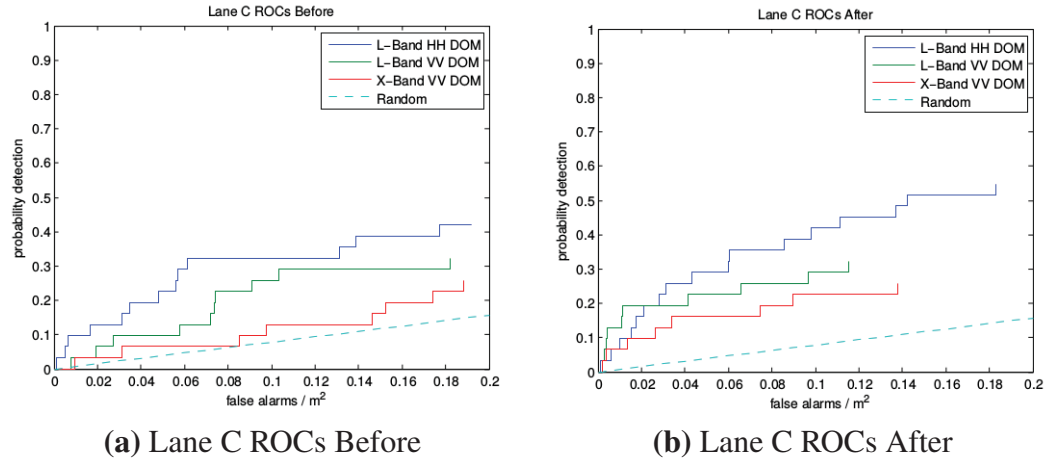 Lane C ROCs Before
L-Band HH DOM
L-Band VV DOM
X-Band VV DOM
Random
probability detection
1
0.9
0.8
0.7
0.6
0.5
0.4
0.3
0.2
0.1
0
0 0.02 0.04 0.06 0.08 0.1 0.12 0.14 0.16 0.18 0.2
false alarms / m²
(a) Lane C ROCs Before
Lane C ROCs After
L-Band HH DOM
L-Band VV DOM
X-Band VV DOM
Random
probability detection
1
0.9
0.8
0.7
0.6
0.5
0.4
0.3
0.2
0.1
0
0 0.02 0.04 0.06 0.08 0.1 0.12 0.14 0.16 0.18 0.2
false alarms / m²
(b) Lane C ROCs After